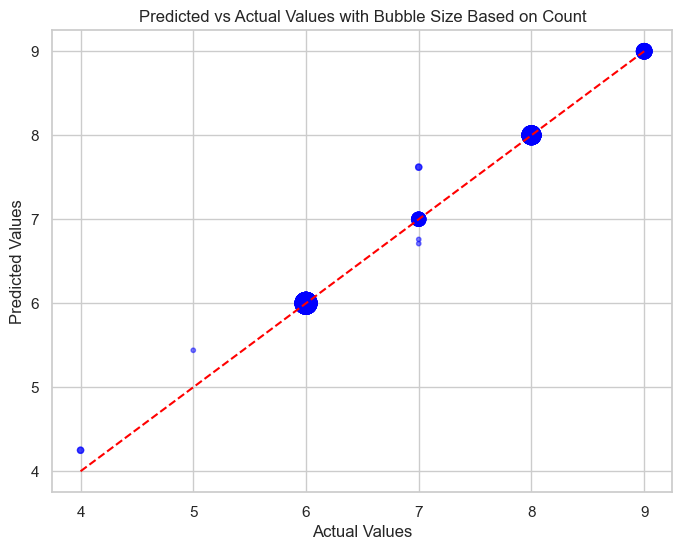 Predicted vs Actual Values with Bubble Size Based on Count
Predicted Values
9
8
7
6
5
4
4 5 6 7 8 9
Actual Values